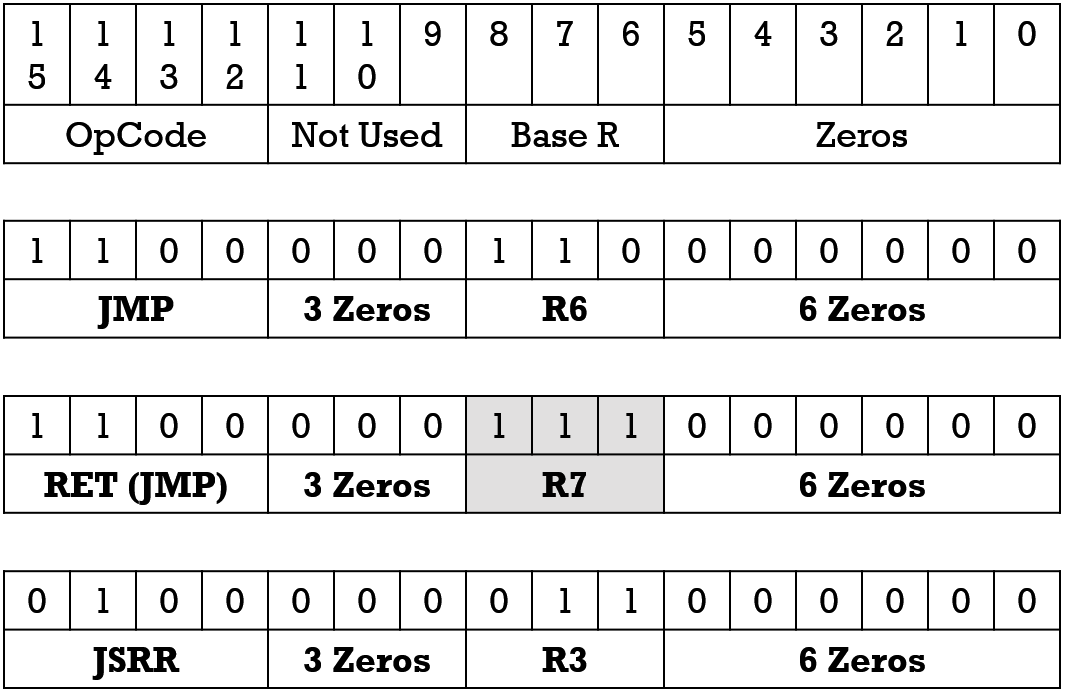 1 1 1 1 1 1 9 8 7 6 5 4 3 2 1 0
5 4 3 2 1 0
OpCode Not Used Base R Zeros
1 1 0 0 0 0 0 1 1 0 0 0 0 0 0 0
JMP 3 Zeros R6 6 Zeros
1 1 0 0 0 0 0 1 1 1 0 0 0 0 0 0
RET (JMP) 3 Zeros R7 6 Zeros
0 1 0 0 0 0 0 0 1 1 0 0 0 0 0 0
JSRR 3 Zeros R3 6 Zeros